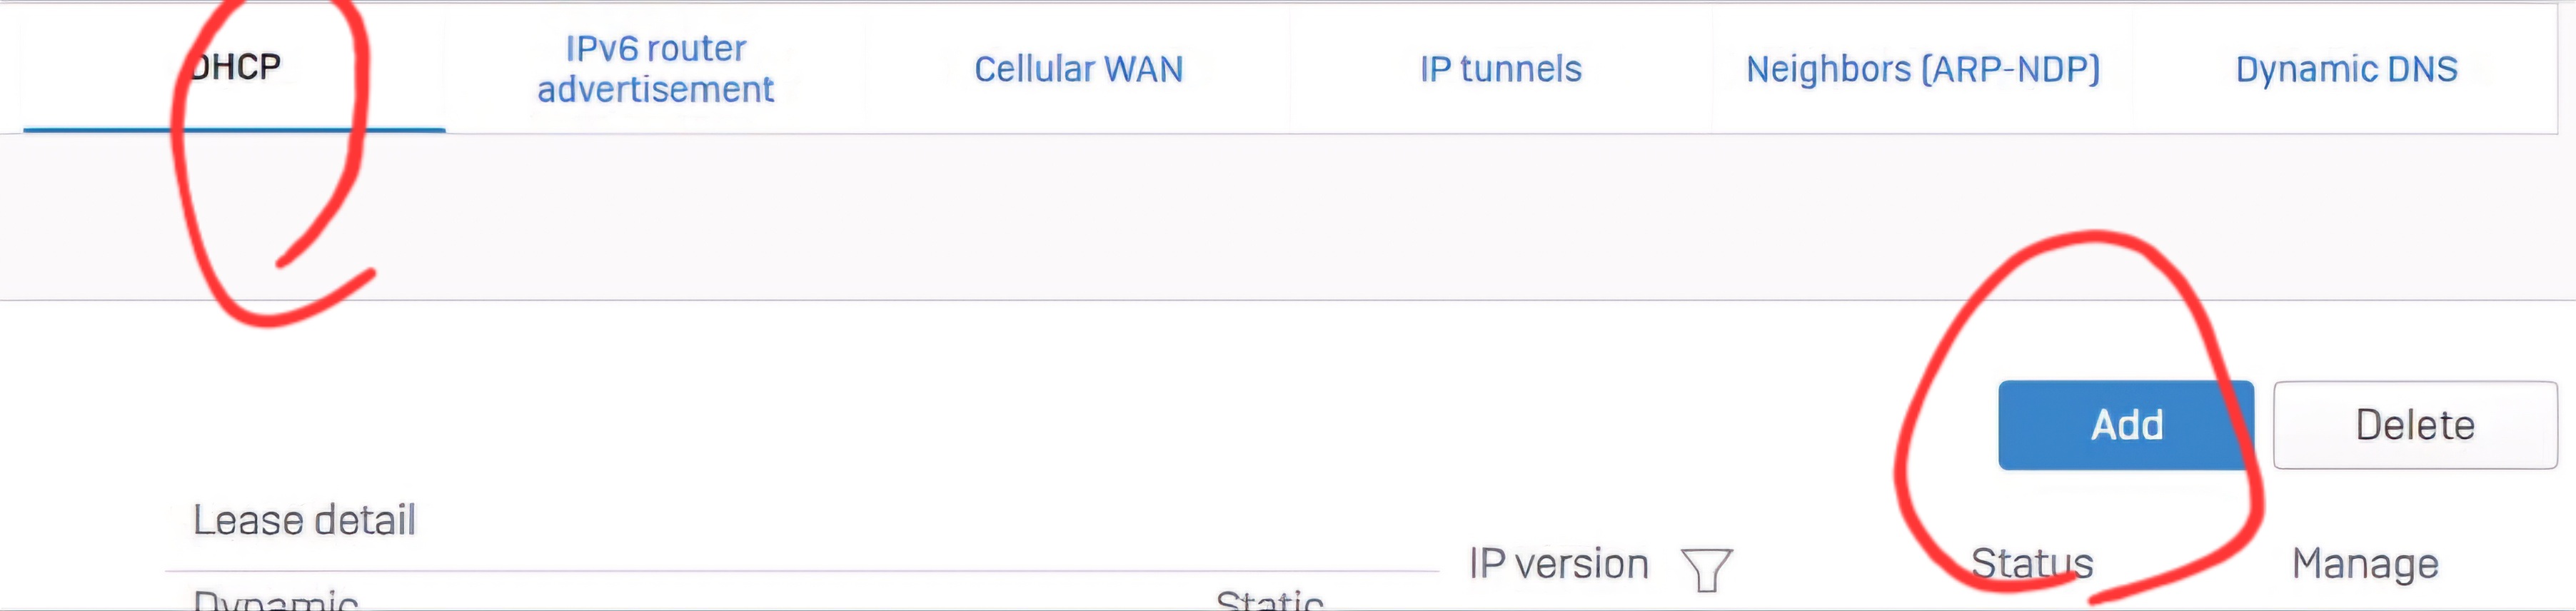 DHCP
IPv6 router
advertisement
Cellular WAN
IP tunnels
Neighbors (ARP-NDP)
Dynamic DNS
Add
Delete
Lease detail
IP version
Status
Manage
Dynamic
Static